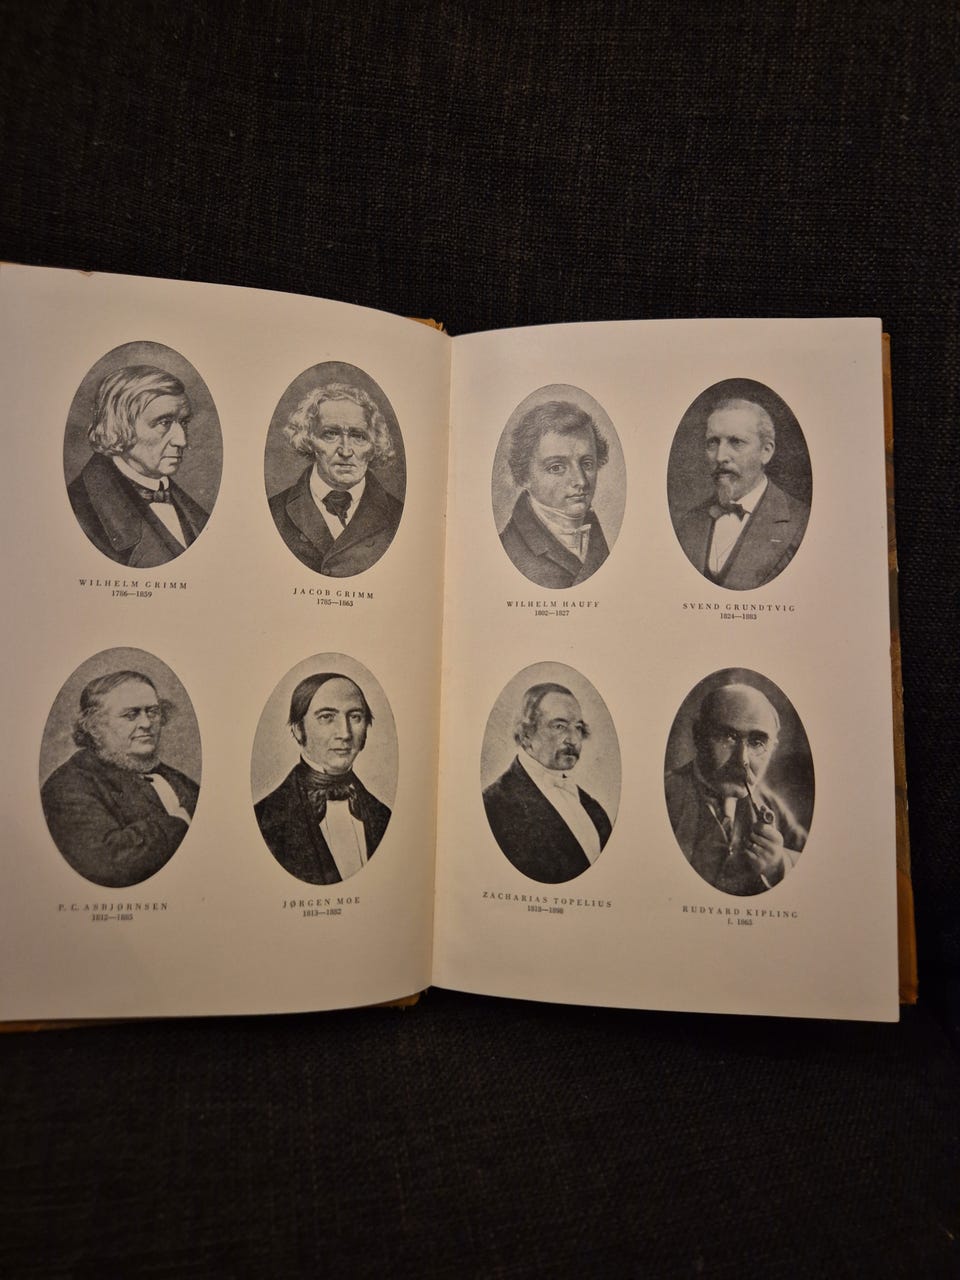 WILHELM GRIMM
1786—1859
JACOB GRIMM
1785—1863
P. C. ASBJØRNSEN
1812—1885
JØRGEN MOE
1813—1882
WILHELM HAUFF
1802—1827
SVEND GRUNDTVIG
1824—1883
ZACHARIAS TOPELIUS
1818—1898
RUDYARD KIPLING
f. 1865